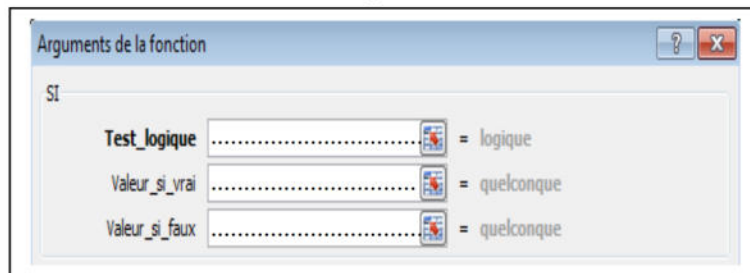 Arguments de la fonction ? X
SI
Test_logique .............................. = logique
Valeur_si_vrai .............................. = quelconque
Valeur_si_faux .............................. = quelconque